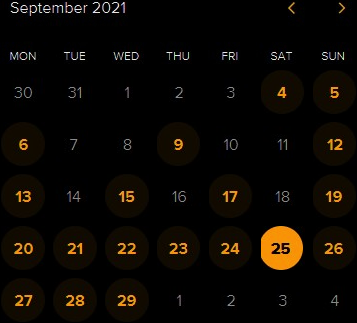 September 2021
MON TUE WED THU FRI SAT SUN
30 31 1 2 3 4 5
6 7 8 9 10 11 12
13 14 15 16 17 18 19
20 21 22 23 24 25 26
27 28 29 1 2 3 4